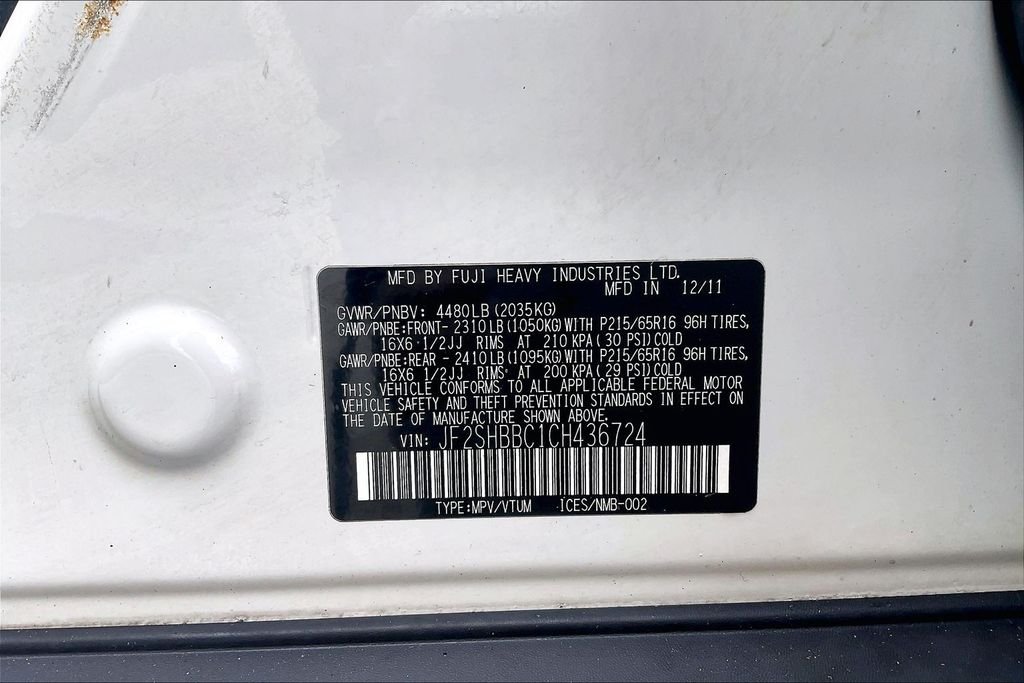 MFD BY FUJI HEAVY INDUSTRIES LTD.
MFD IN 12/11
GVWR/PNBV: 4480LB(2035KG)
GAWR/PNBE:FRONT- 2310LB(1050KG)WITH P215/65R16 96H TIRES,
16X6 1/2JJ RIMS AT 210 KPA(30 PSI)COLD
GAWR/PNBE:REAR - 2410LB(1095KG)WITH P215/65R16 96H TIRES,
16X6 1/2JJ RIMS AT 200 KPA(29 PSI)COLD
THIS VEHICLE CONFORMS TO ALL APPLICABLE FEDERAL MOTOR
VEHICLE SAFETY AND THEFT PREVENTION STANDARDS IN EFFECT ON
THE DATE OF MANUFACTURE SHOWN ABOVE.
VIN: JF2SHBBC1CH436724
TYPE:MPV/VTUM ICES/NMB-002